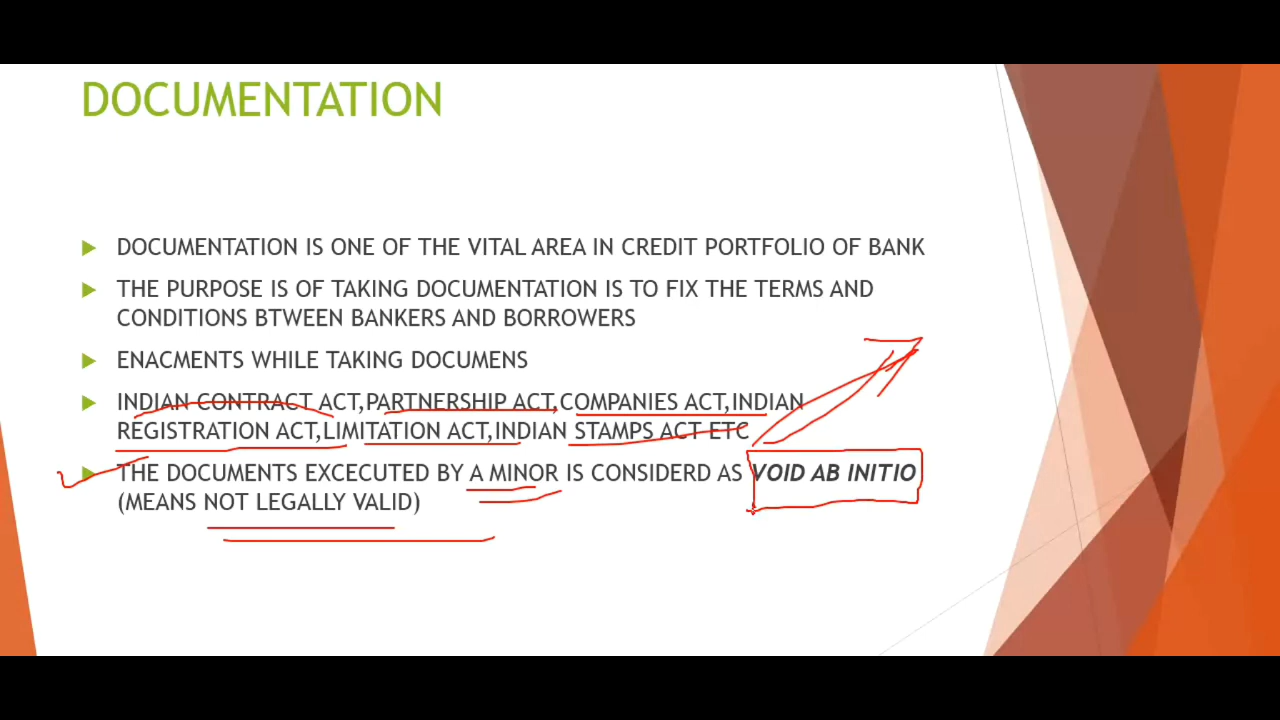 DOCUMENTATION
DOCUMENTATION IS ONE OF THE VITAL AREA IN CREDIT PORTFOLIO OF BANK
THE PURPOSE IS OF TAKING DOCUMENTATION IS TO FIX THE TERMS AND
CONDITIONS BTWEEN BANKERS AND BORROWERS
ENACMENTS WHILE TAKING DOCUMENS
INDIAN CONTRACT ACT,PARTNERSHIP ACT,COMPANIES ACT,INDIAN
REGISTRATION ACT,LIMITATION ACT,INDIAN STAMPS ACT ETC
THE DOCUMENTS EXCECUTED BY A MINOR IS CONSIDERD AS VOID AB INITIO
(MEANS NOT LEGALLY VALID)